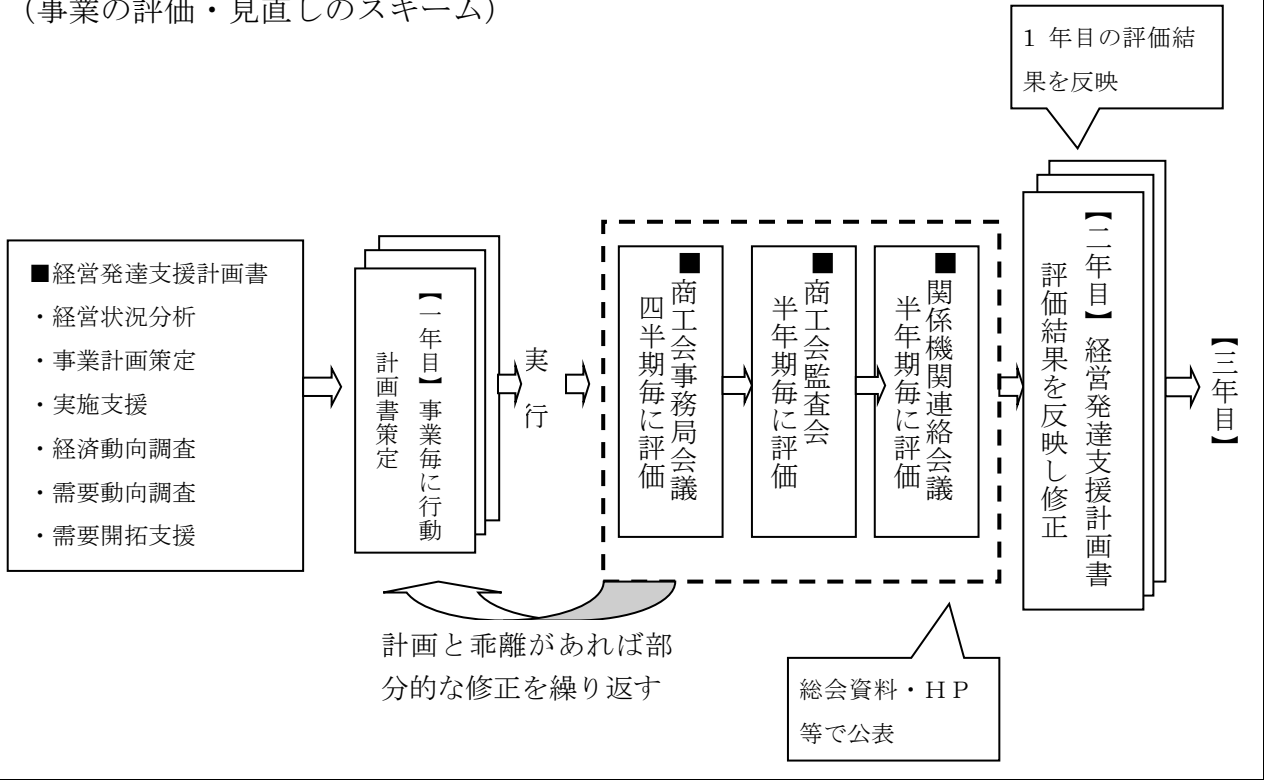 （事業の評価・見直しのスキーム）
1 年目の評価結
果を反映
■経営発達支援計画書
・経営状況分析
・事業計画策定
・実施支援
・経済動向調査
・需要動向調査
・需要開拓支援
【一年目】事業毎に行動
計画書策定
実
行
■商工会事務局会議
四半期毎に評価
■商工会監査会
半年期毎に評価
■関係機関連絡会議
半年期毎に評価
【二年目】経営発達支援計画書
評価結果を反映し修正
【三年目】
計画と乖離があれば部
分的な修正を繰り返す
総会資料・ＨＰ
等で公表